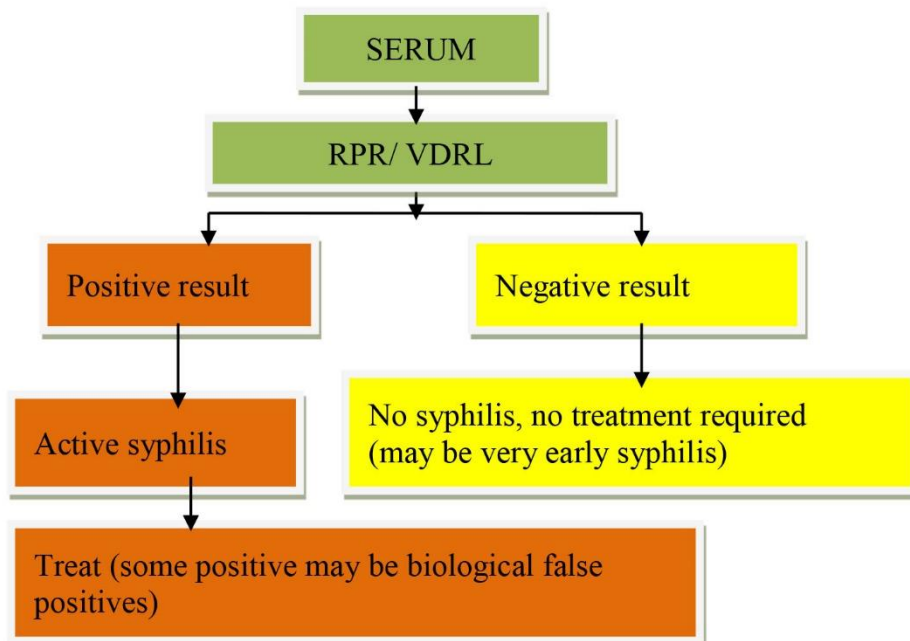 SERUM
RPR/ VDRL
Positive result
Negative result
Active syphilis
No syphilis, no treatment required
(may be very early syphilis)
Treat (some positive may be biological false
positives)